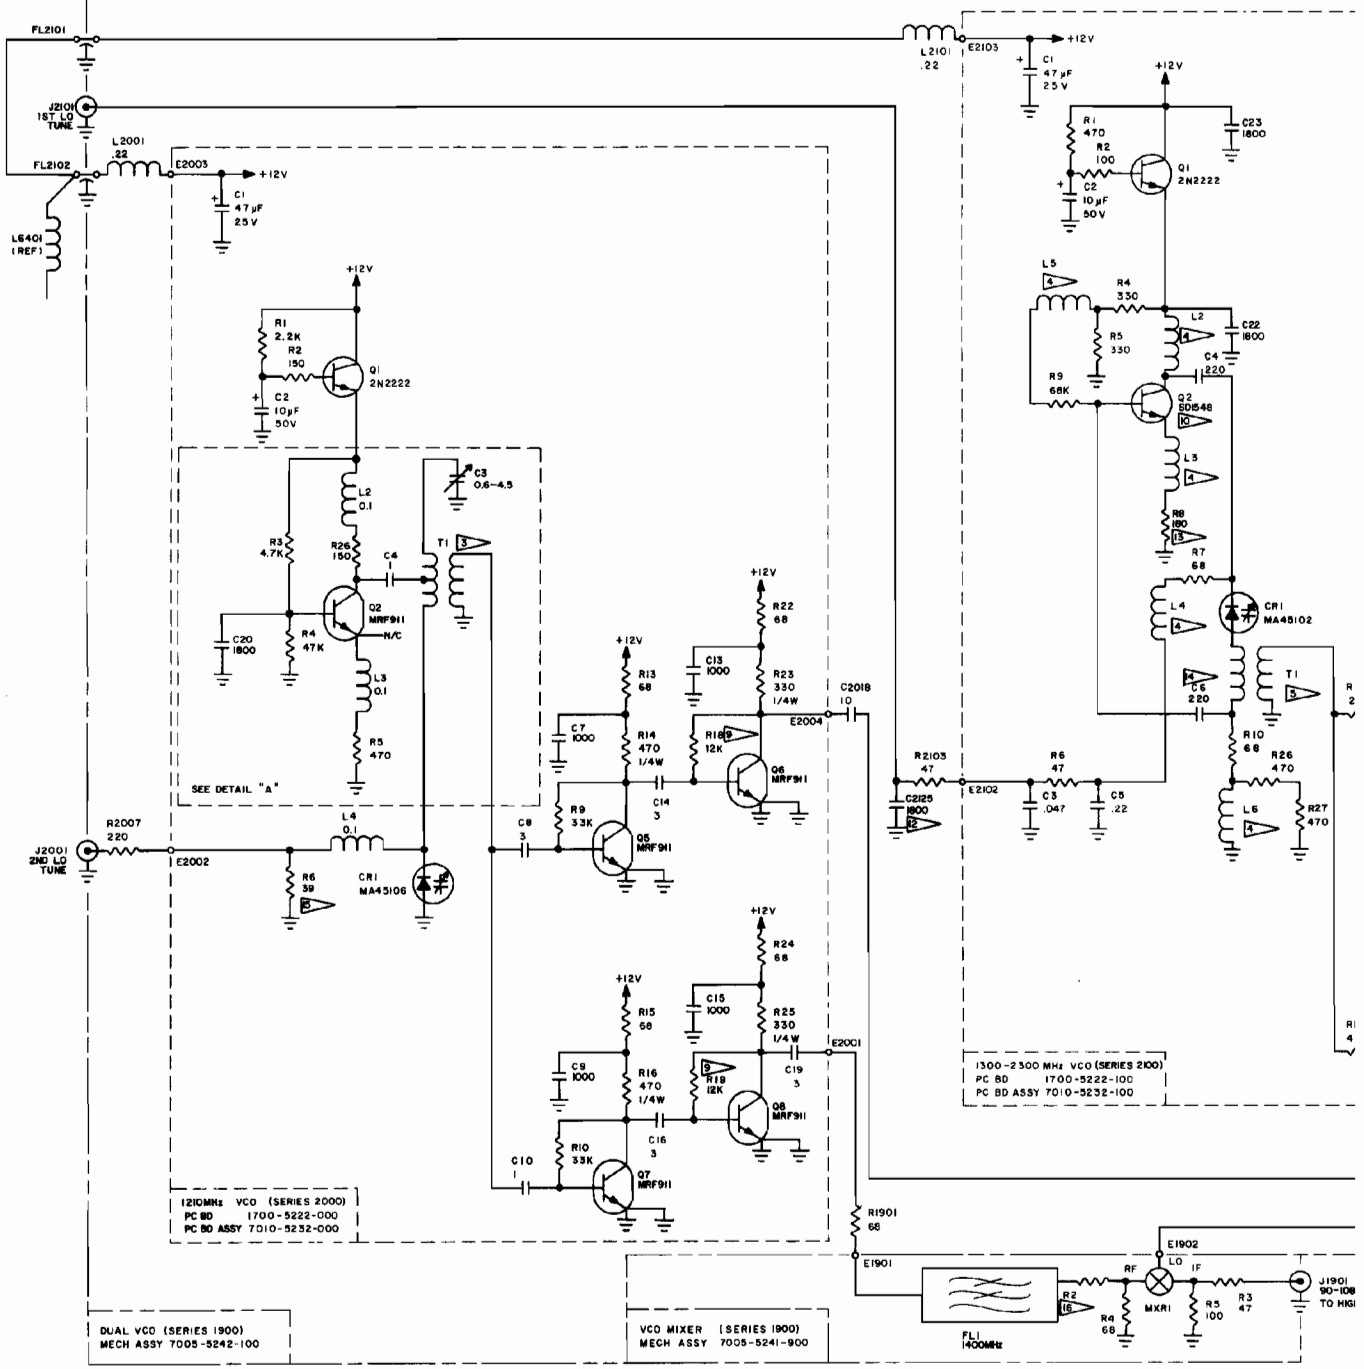 FL2101
J2101
1ST LO
TUNE
L2001
.22
FL2102
E2003
+12V
C1
47µF
25V
L6401
(REF)
L2101
.22
E2103
+12V
C1
47µF
25V
+12V
R1
470
R2
100
C23
1800
Q1
2N2222
C2
10µF
50V
L5
4
R4
330
R5
330
L2
4
C22
1800
C4
220
R9
68K
Q2
SD1548
10
L3
4
R8
180
13
R7
68
L4
4
CR1
MA45102
14
C6
220
T1
5
R10
68
R26
470
L6
4
R27
470
R2103
47
E2102
R6
47
C2125
1800
12
C3
.047
C5
.22
1300-2300 MHz VCO (SERIES 2100)
PC BD 1700-5222-100
PC BD ASSY 7010-5232-100
+12V
R1
2.2K
R2
150
Q1
2N2222
C2
10µF
50V
C3
0.6-4.5
L2
0.1
R3
4.7K
R26
150
C4
1
T1
3
Q2
MRF911
N/C
C20
1800
R4
47K
L3
0.1
R5
470
SEE DETAIL "A"
J2001
2ND LO
TUNE
R2007
220
E2002
L4
0.1
R6
39
15
CR1
MA45106
+12V
R22
68
+12V
R13
68
C13
1000
R23
330
1/4W
C2018
10
E2004
C7
1000
R14
470
1/4W
R18
9
12K
Q6
MRF911
C14
3
C8
3
R9
33K
Q5
MRF911
+12V
R24
68
+12V
R15
68
C15
1000
R25
330
1/4W
E2001
C9
1000
R16
470
1/4W
9
R19
12K
C19
3
Q8
MRF911
C16
3
C10
1
R10
33K
Q7
MRF911
1210MHz VCO (SERIES 2000)
PC BD 1700-5222-000
PC BD ASSY 7010-5232-000
R1901
68
E1901
E1902
LO
RF
IF
R2
16
R4
68
MXR1
R5
100
R3
47
J1901
90-108
TO HIG
FL1
1400MHz
DUAL VCO (SERIES 1900)
MECH ASSY 7005-5242-100
VCO MIXER (SERIES 1900)
MECH ASSY 7005-5241-900